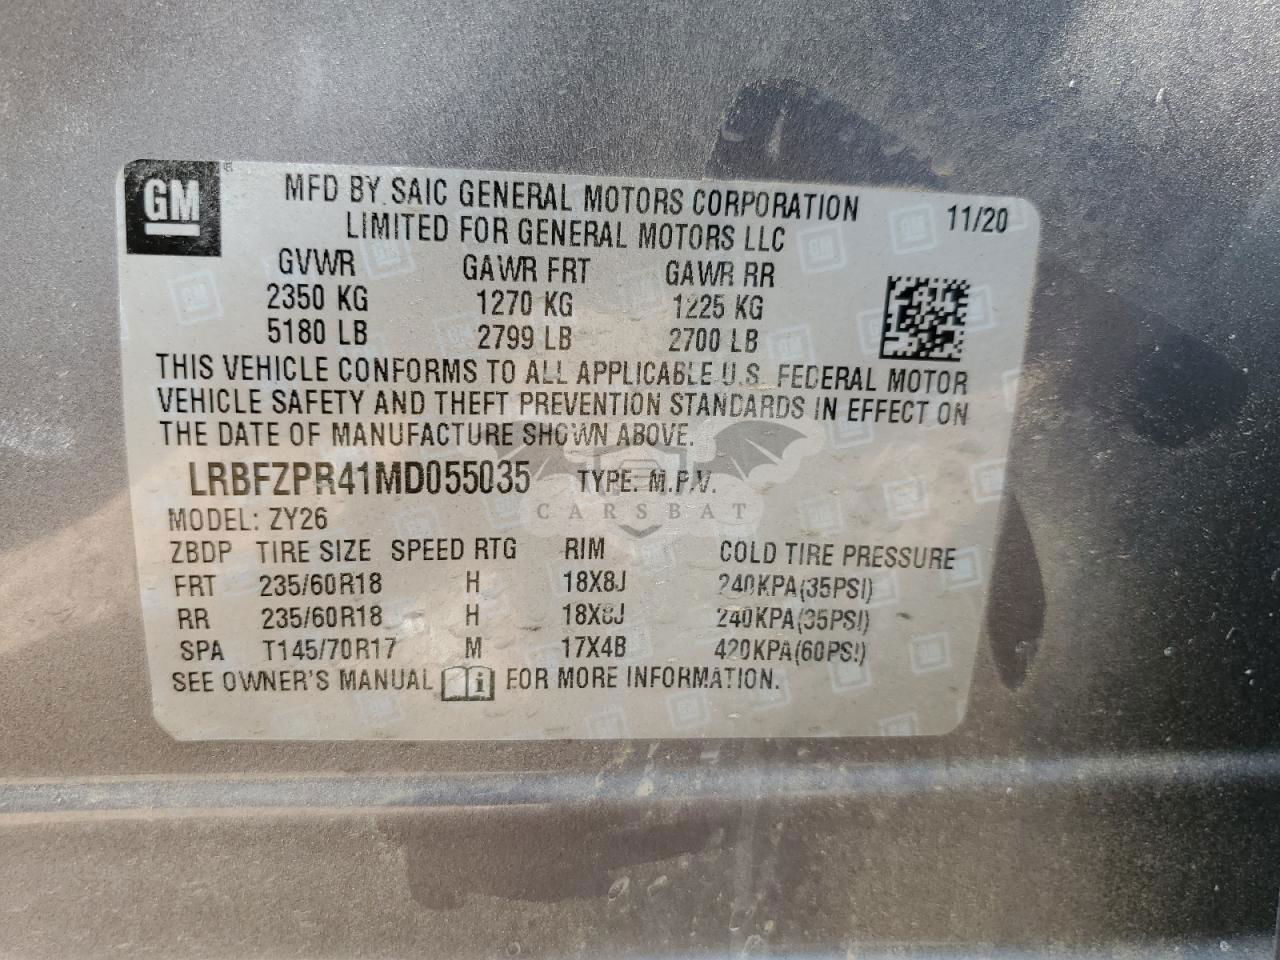 GM
MFD BY SAIC GENERAL MOTORS CORPORATION
LIMITED FOR GENERAL MOTORS LLC
11/20
GVWR GAWR FRT GAWR RR
2350 KG 1270 KG 1225 KG
5180 LB 2799 LB 2700 LB
THIS VEHICLE CONFORMS TO ALL APPLICABLE U.S. FEDERAL MOTOR
VEHICLE SAFETY AND THEFT PREVENTION STANDARDS IN EFFECT ON
THE DATE OF MANUFACTURE SHOWN ABOVE.
LRBFZPR41MD055035 TYPE: M.P.V.
CARSBAT
MODEL: ZY26
ZBDP TIRE SIZE SPEED RTG RIM COLD TIRE PRESSURE
FRT 235/60R18 H 18X8J 240KPA(35PSI)
RR 235/60R18 H 18X8J 240KPA(35PSI)
SPA T145/70R17 M 17X4B 420KPA(60PSI)
SEE OWNER'S MANUAL i FOR MORE INFORMATION.